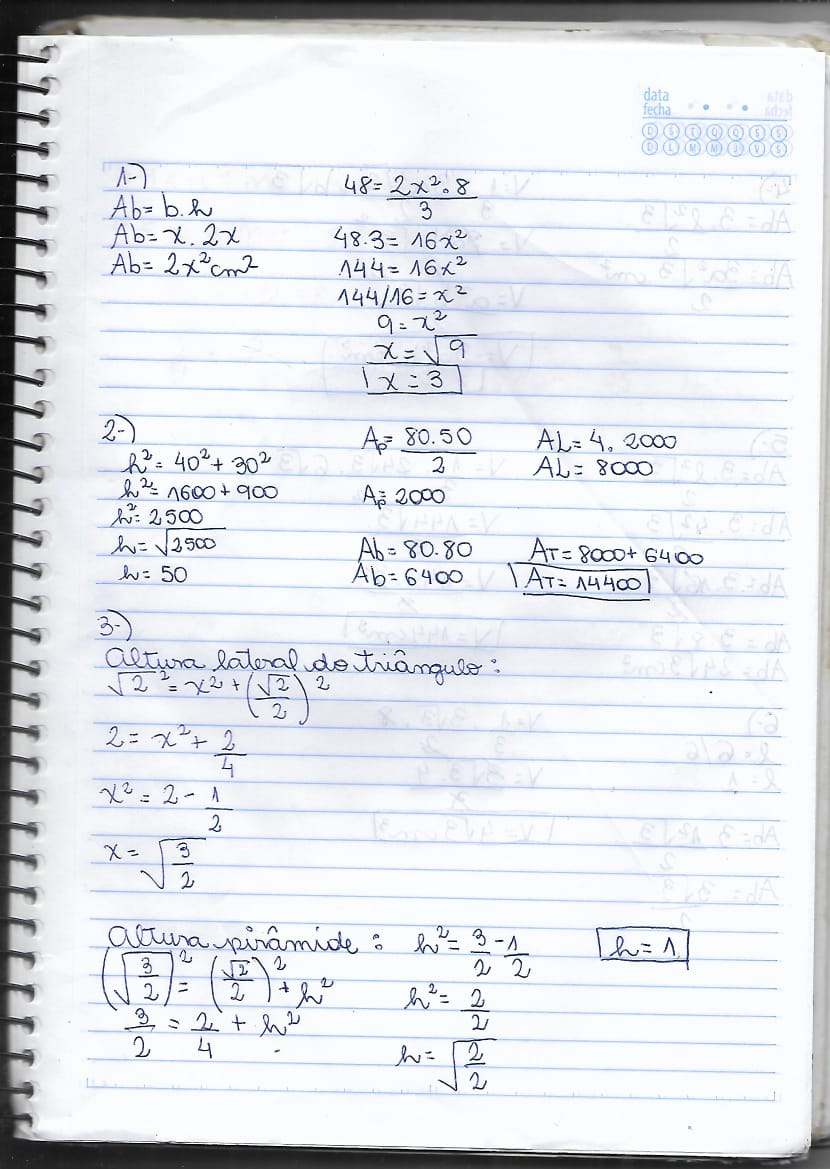 data
fecha
D S T Q Q S S
D L M M J V S
1-)
Ab= b.h
Ab= x . 2x
Ab= 2x² cm²
48= 2x².8/3
48.3= 16x²
144= 16x²
144/16= x²
9= x²
x= √9
x = 3
2-)
h²= 40²+ 30²
h²= 1600+ 900
h²= 2500
h= √2500
h= 50
Ap= 80.50/2
Ap= 2000
Ab= 80.80
Ab= 6400
AL= 4. 2000
AL= 8000
AT= 8000+ 6400
AT= 14400
3-)
Altura lateral do triângulo:
√2² = x² + (√2/2)²
2= x²+ 2/4
x² = 2 - 1/2
x= √3/2
Altura pirâmide :
(√3/2)² = (√2/2)² + h²
3/2 = 2/4 + h²
h²= 3/2 - 1/2
h²= 2/2
h= √2/2
h= 1